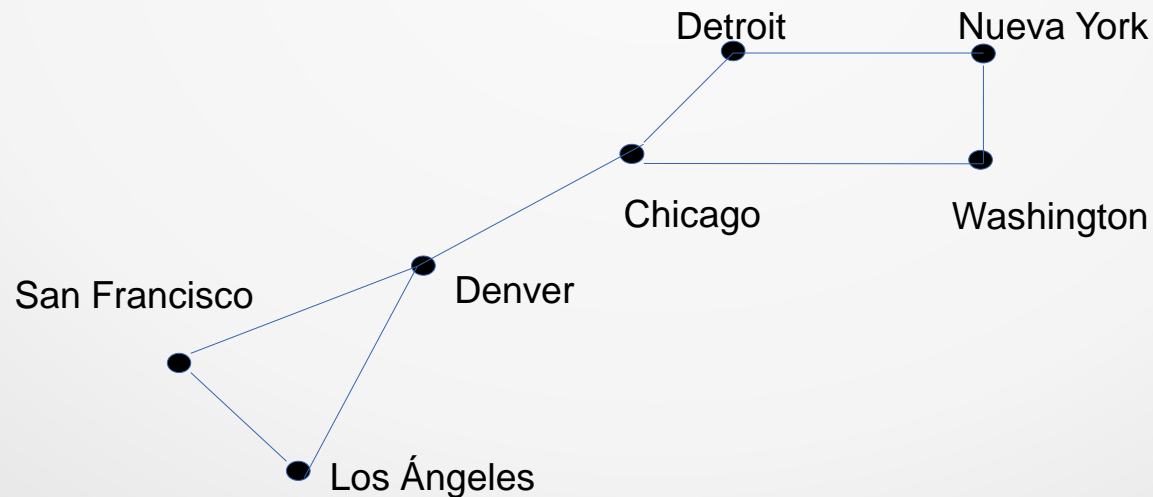 Detroit
Nueva York
Chicago
Washington
San Francisco
Denver
Los Ángeles